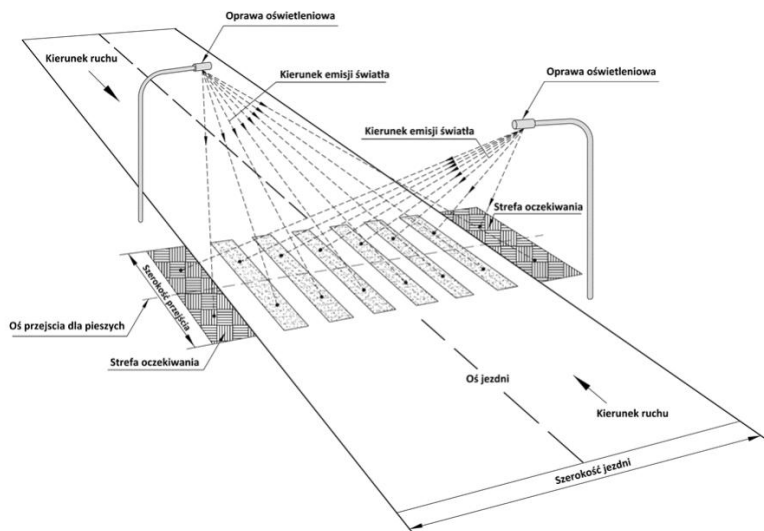 Oprawa oświetleniowa
Kierunek ruchu
Kierunek emisji światła
Oprawa oświetleniowa
Kierunek emisji światła
Strefa oczekiwania
Szerokość przejścia
Oś przejscia dla pieszych
Strefa oczekiwania
Oś jezdni
Kierunek ruchu
Szerokość jezdni